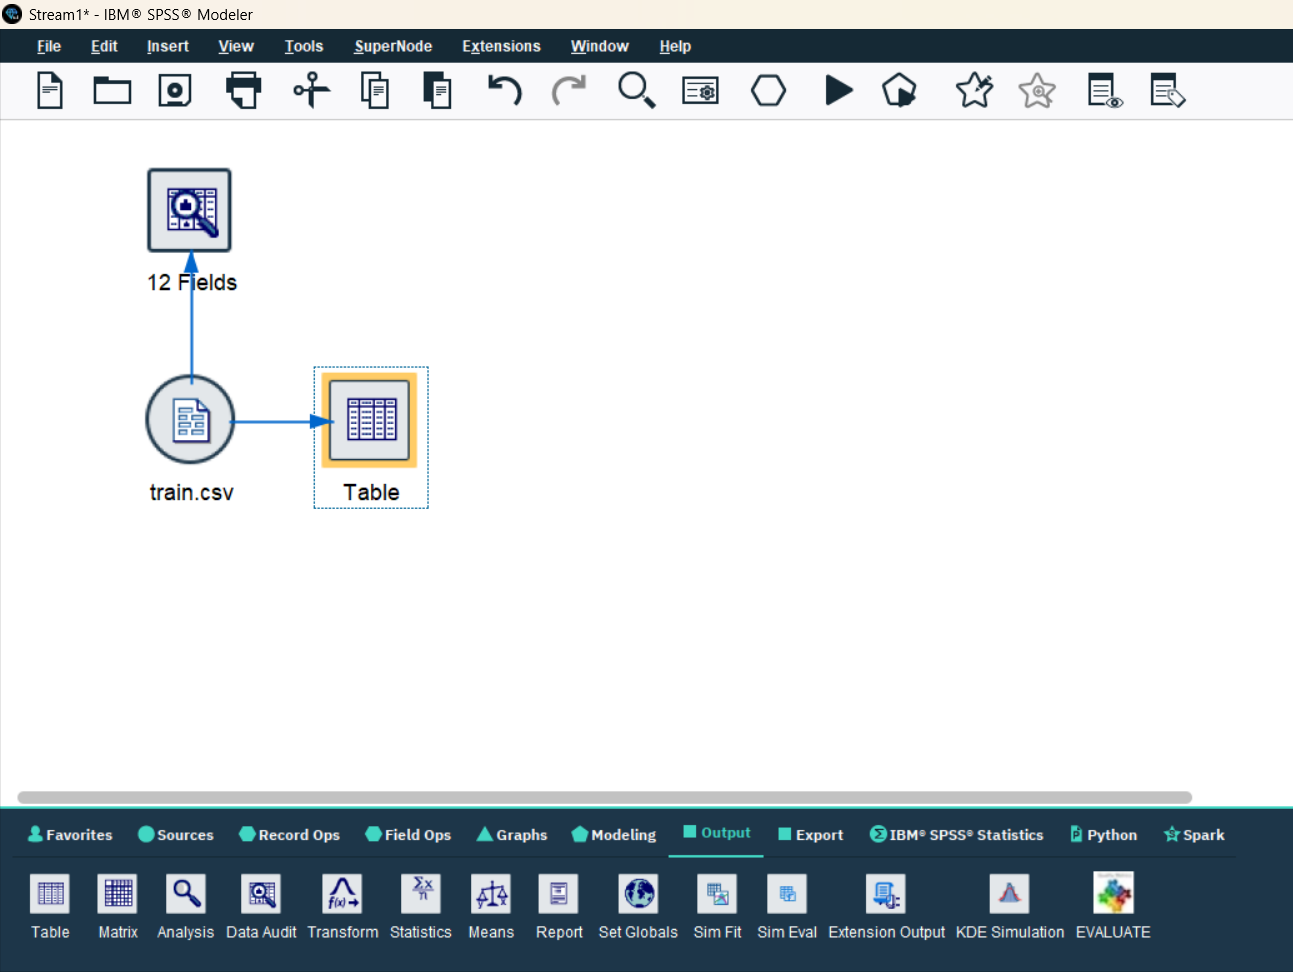 Stream1* - IBM® SPSS® Modeler
File Edit Insert View Tools SuperNode Extensions Window Help
12 Fields
train.csv
Table
Favorites Sources Record Ops Field Ops Graphs Modeling Output Export IBM® SPSS® Statistics Python Spark
Table Matrix Analysis Data Audit Transform Statistics Means Report Set Globals Sim Fit Sim Eval Extension Output KDE Simulation EVALUATE